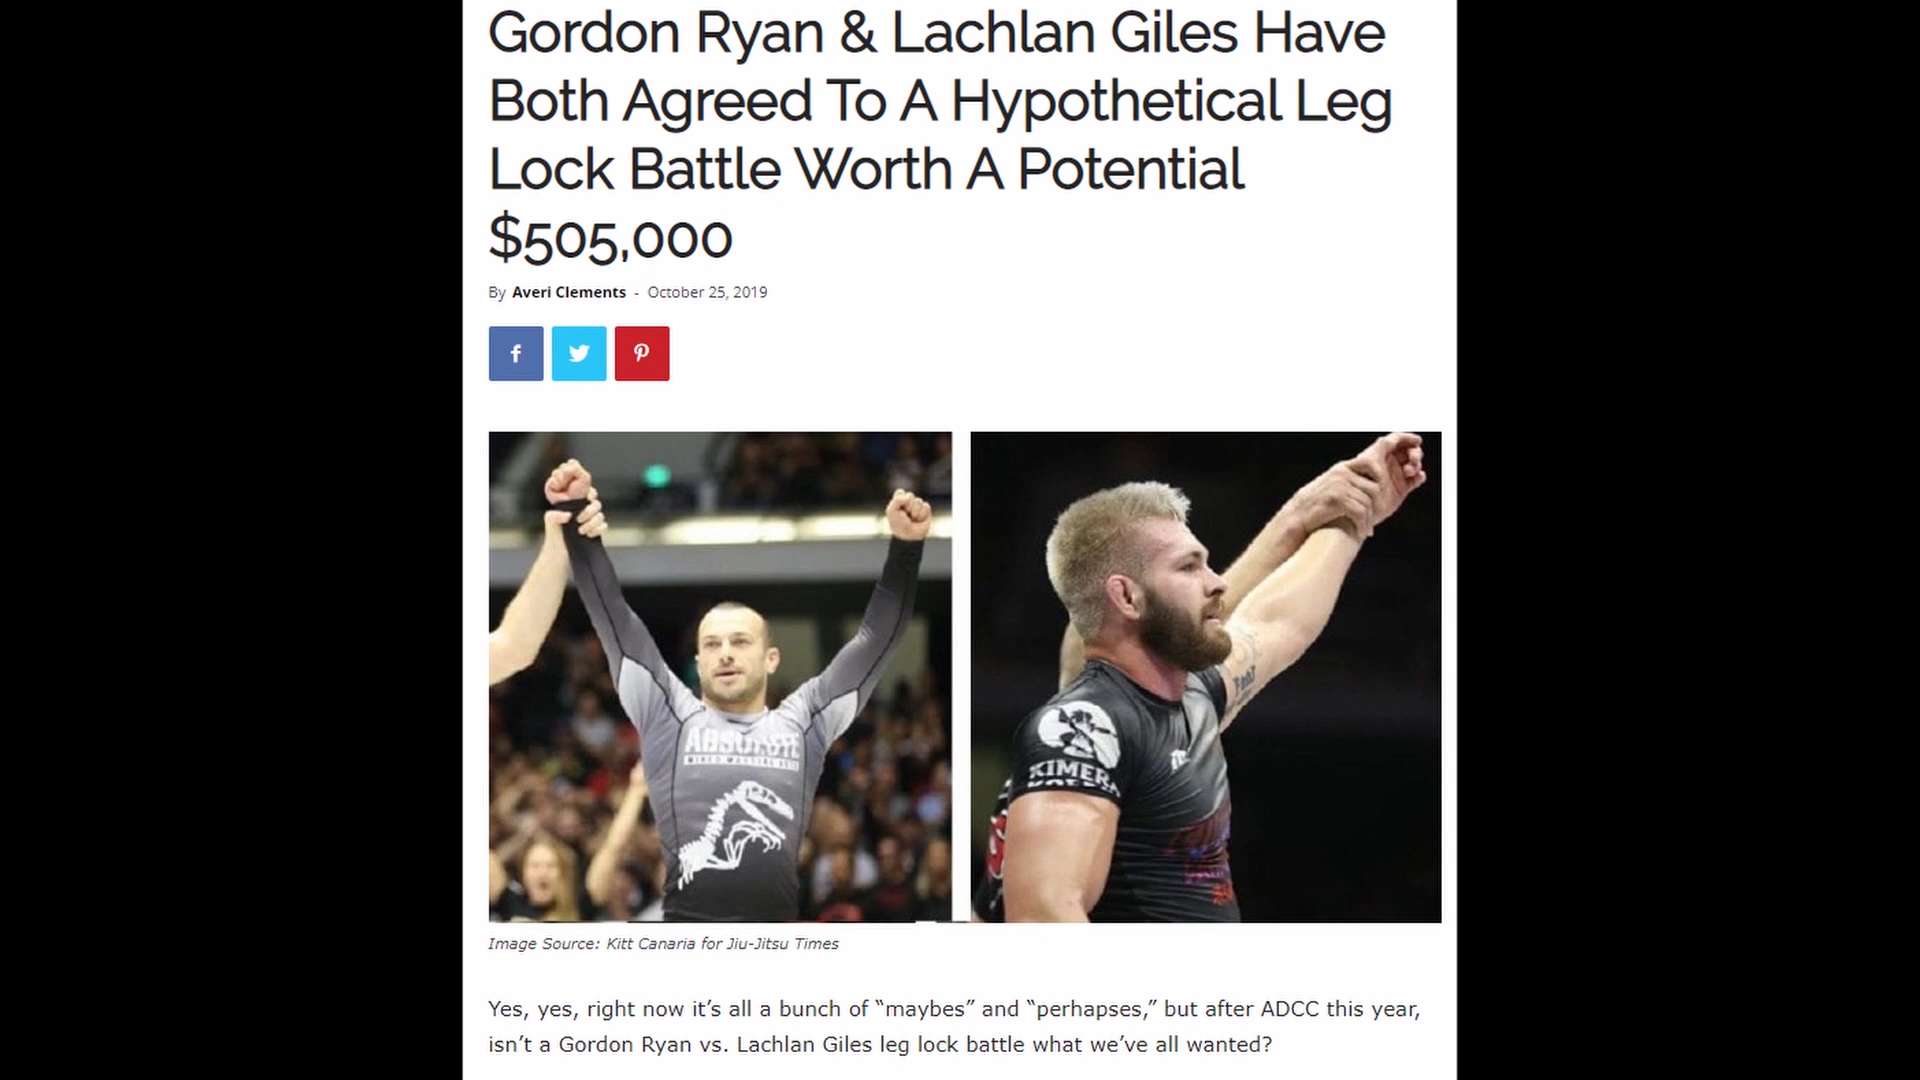 Gordon Ryan & Lachlan Giles Have
Both Agreed To A Hypothetical Leg
Lock Battle Worth A Potential
$505,000
By Averi Clements - October 25, 2019
ABSOLUTE
MIXED MARTIAL ARTS
KIMERA
Image Source: Kitt Canaria for Jiu-Jitsu Times
Yes, yes, right now it's all a bunch of “maybes” and “perhapses,” but after ADCC this year,
isn't a Gordon Ryan vs. Lachlan Giles leg lock battle what we've all wanted?